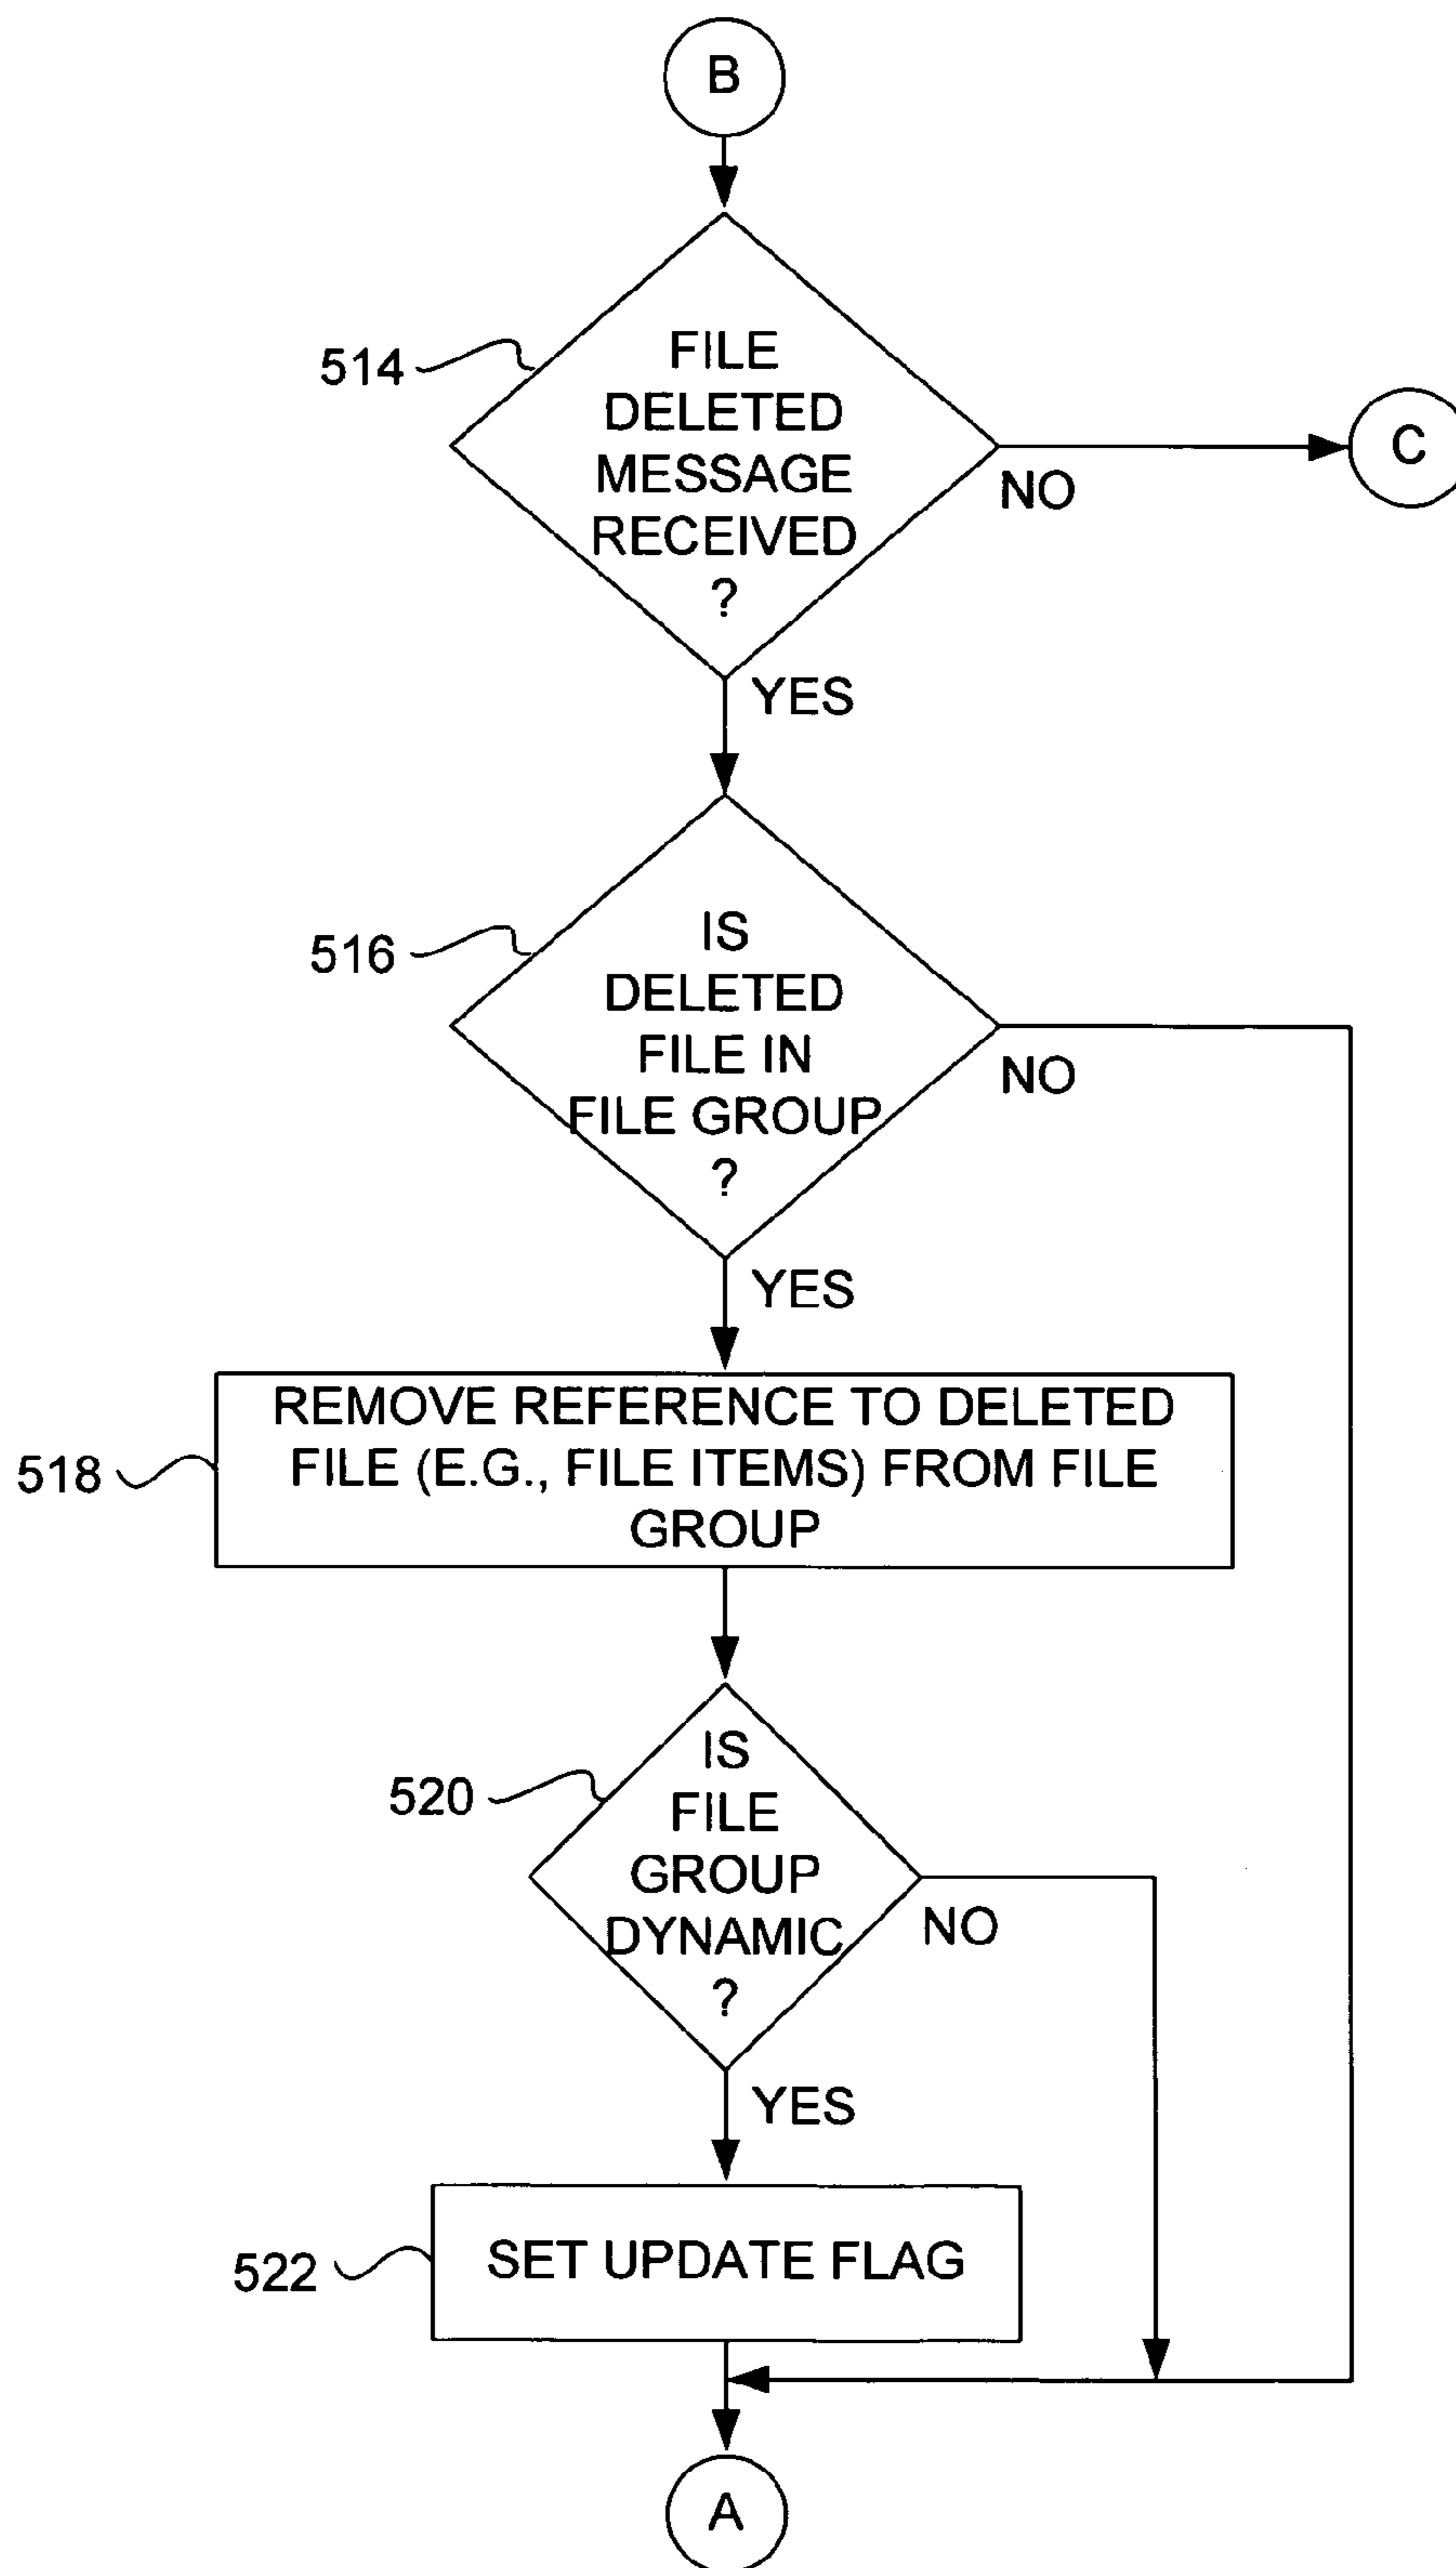 B
514
FILE
DELETED
MESSAGE
RECEIVED
?
NO
C
YES
516
IS
DELETED
FILE IN
FILE GROUP
?
NO
YES
518
REMOVE REFERENCE TO DELETED
FILE (E.G., FILE ITEMS) FROM FILE
GROUP
520
IS
FILE
GROUP
DYNAMIC
?
NO
YES
522
SET UPDATE FLAG
A